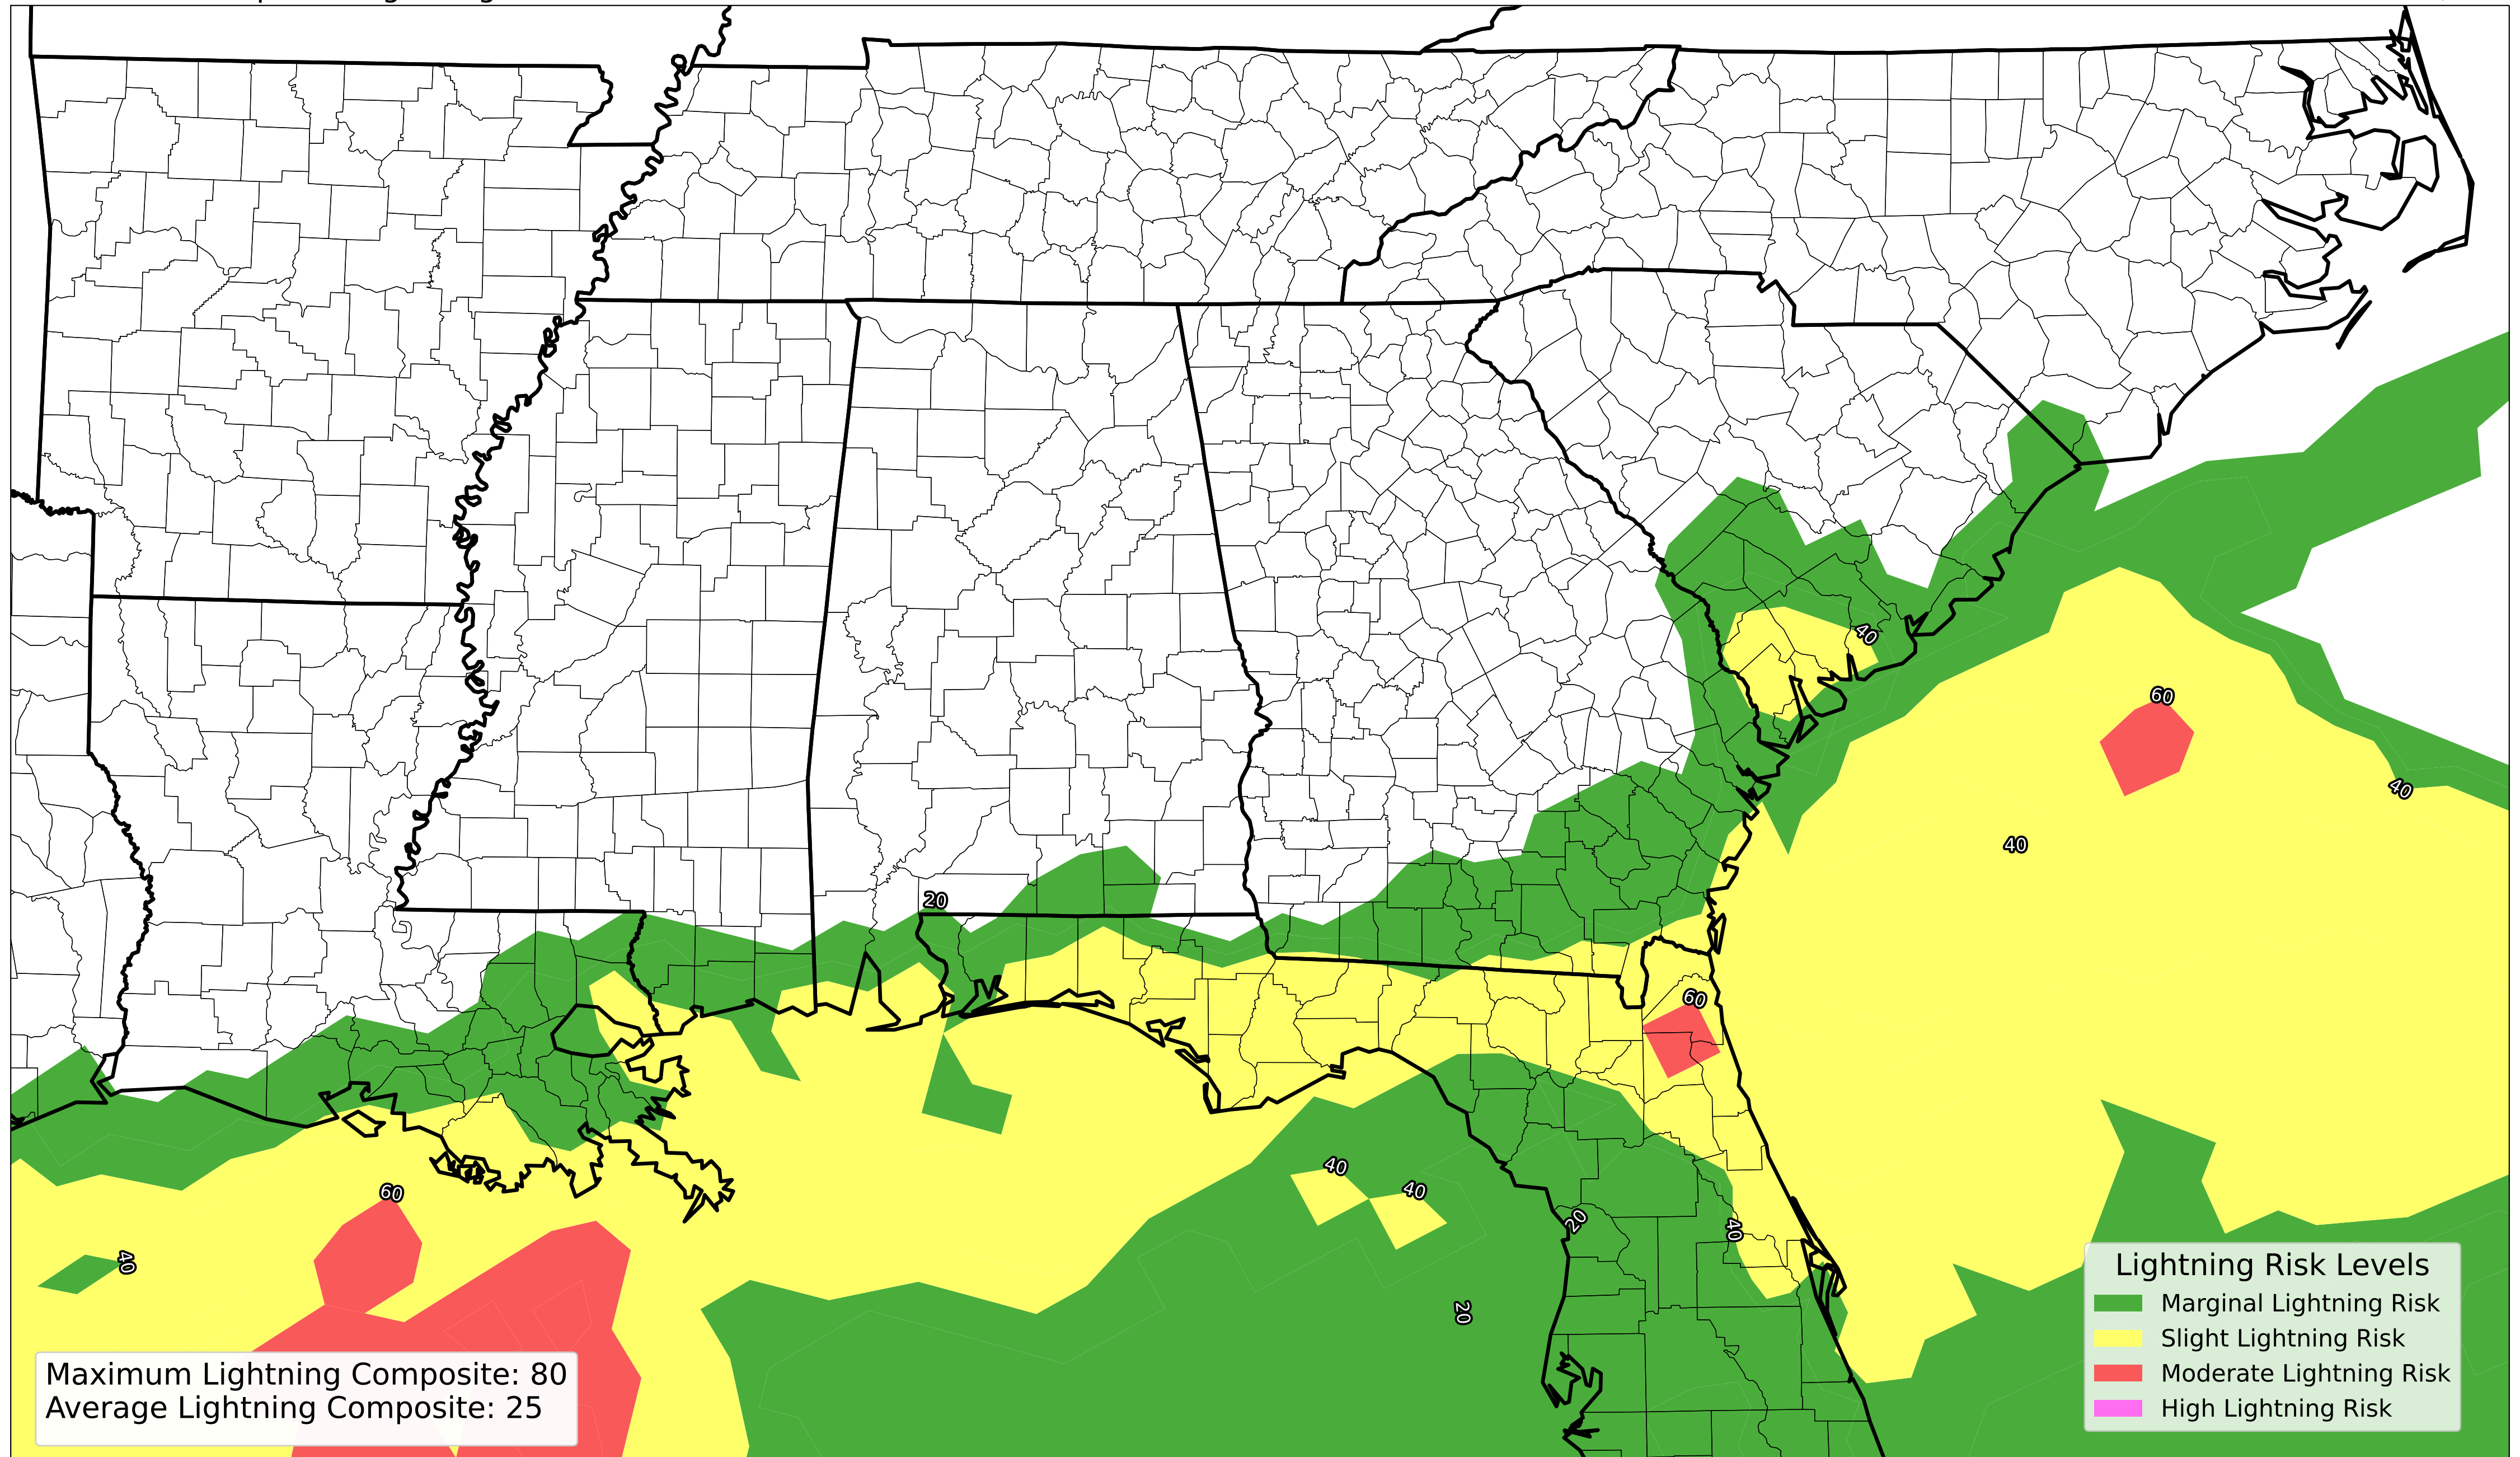 20
40
60
40
40
60
40
40
60
40
20
40
20
Lightning Risk Levels
Marginal Lightning Risk
Slight Lightning Risk
Moderate Lightning Risk
High Lightning Risk
Maximum Lightning Composite: 80
Average Lightning Composite: 25